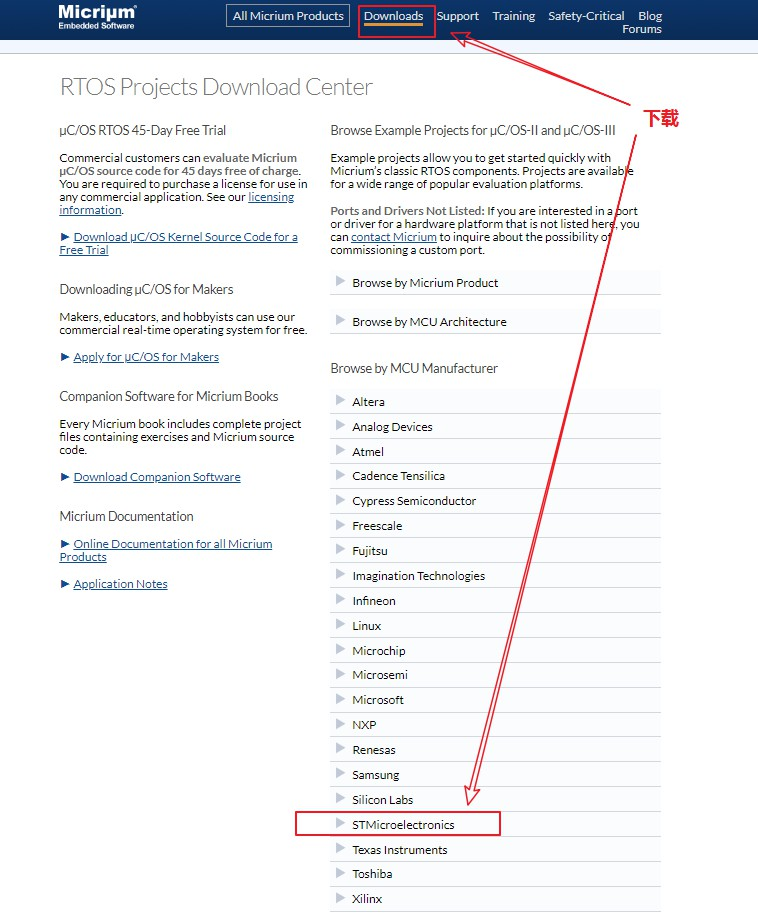 Micriµm
Embedded Software
All Micrium Products
Downloads
Support
Training
Safety-Critical
Blog
Forums
下载
RTOS Projects Download Center
µC/OS RTOS 45-Day Free Trial
Commercial customers can evaluate Micrium
µC/OS source code for 45 days free of charge.
You are required to purchase a license for use in
any commercial application. See our licensing
information.
Download µC/OS Kernel Source Code for a
Free Trial
Downloading µC/OS for Makers
Makers, educators, and hobbyists can use our
commercial real-time operating system for free.
Apply for µC/OS for Makers
Companion Software for Micrium Books
Every Micrium book includes complete project
files containing exercises and Micrium source
code.
Download Companion Software
Micrium Documentation
Online Documentation for all Micrium
Products
Application Notes
Browse Example Projects for µC/OS-II and µC/OS-III
Example projects allow you to get started quickly with
Micrium's classic RTOS components. Projects are available
for a wide range of popular evaluation platforms.
Ports and Drivers Not Listed: If you are interested in a port
or driver for a hardware platform that is not listed here, you
can contact Micrium to inquire about the possibility of
commissioning a custom port.
Browse by Micrium Product
Browse by MCU Architecture
Browse by MCU Manufacturer
Altera
Analog Devices
Atmel
Cadence Tensilica
Cypress Semiconductor
Freescale
Fujitsu
Imagination Technologies
Infineon
Linux
Microchip
Microsemi
Microsoft
NXP
Renesas
Samsung
Silicon Labs
STMicroelectronics
Texas Instruments
Toshiba
Xilinx